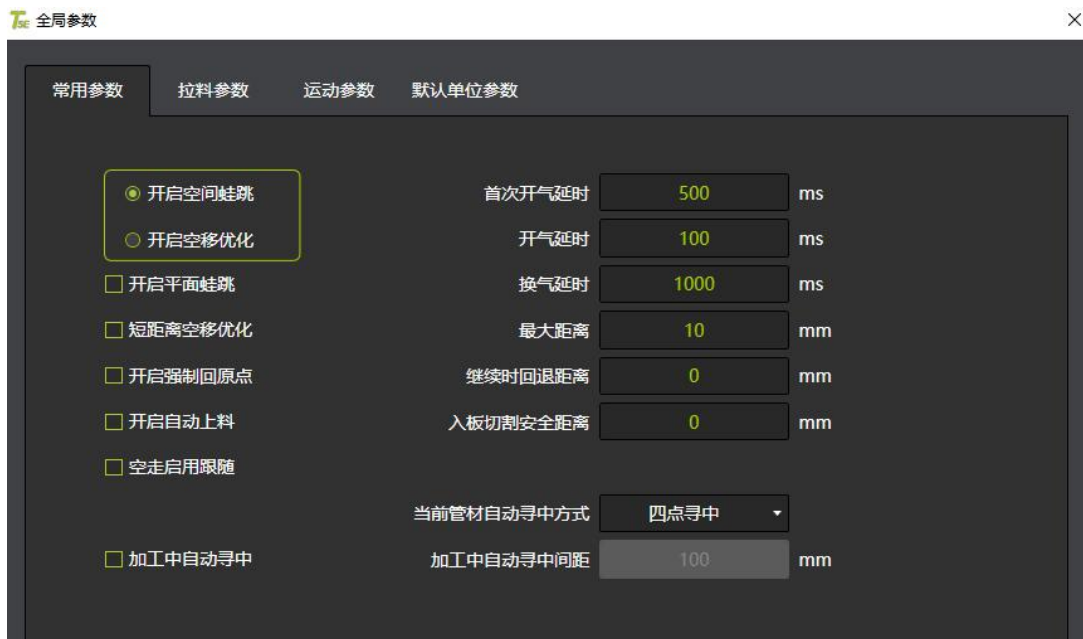 TSE 全局参数
常用参数 拉料参数 运动参数 默认单位参数
开启空间蛙跳 首次开气延时 500 ms
开启空移优化 开气延时 100 ms
开启平面蛙跳 换气延时 1000 ms
短距离空移优化 最大距离 10 mm
开启强制回原点 继续时回退距离 0 mm
开启自动上料 入板切割安全距离 0 mm
空走启用跟随
当前管材自动寻中方式 四点寻中
加工中自动寻中 加工中自动寻中间距 100 mm